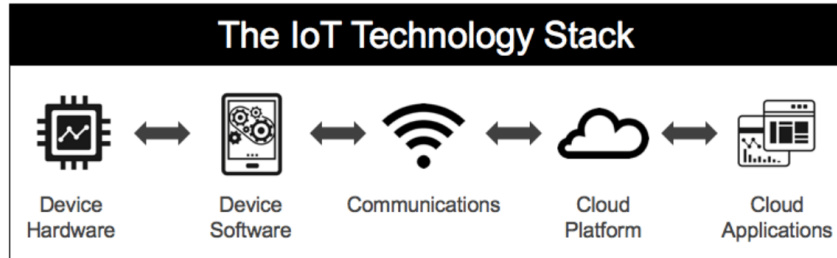 The IoT Technology Stack
Device
Hardware
Device
Software
Communications
Cloud
Platform
Cloud
Applications